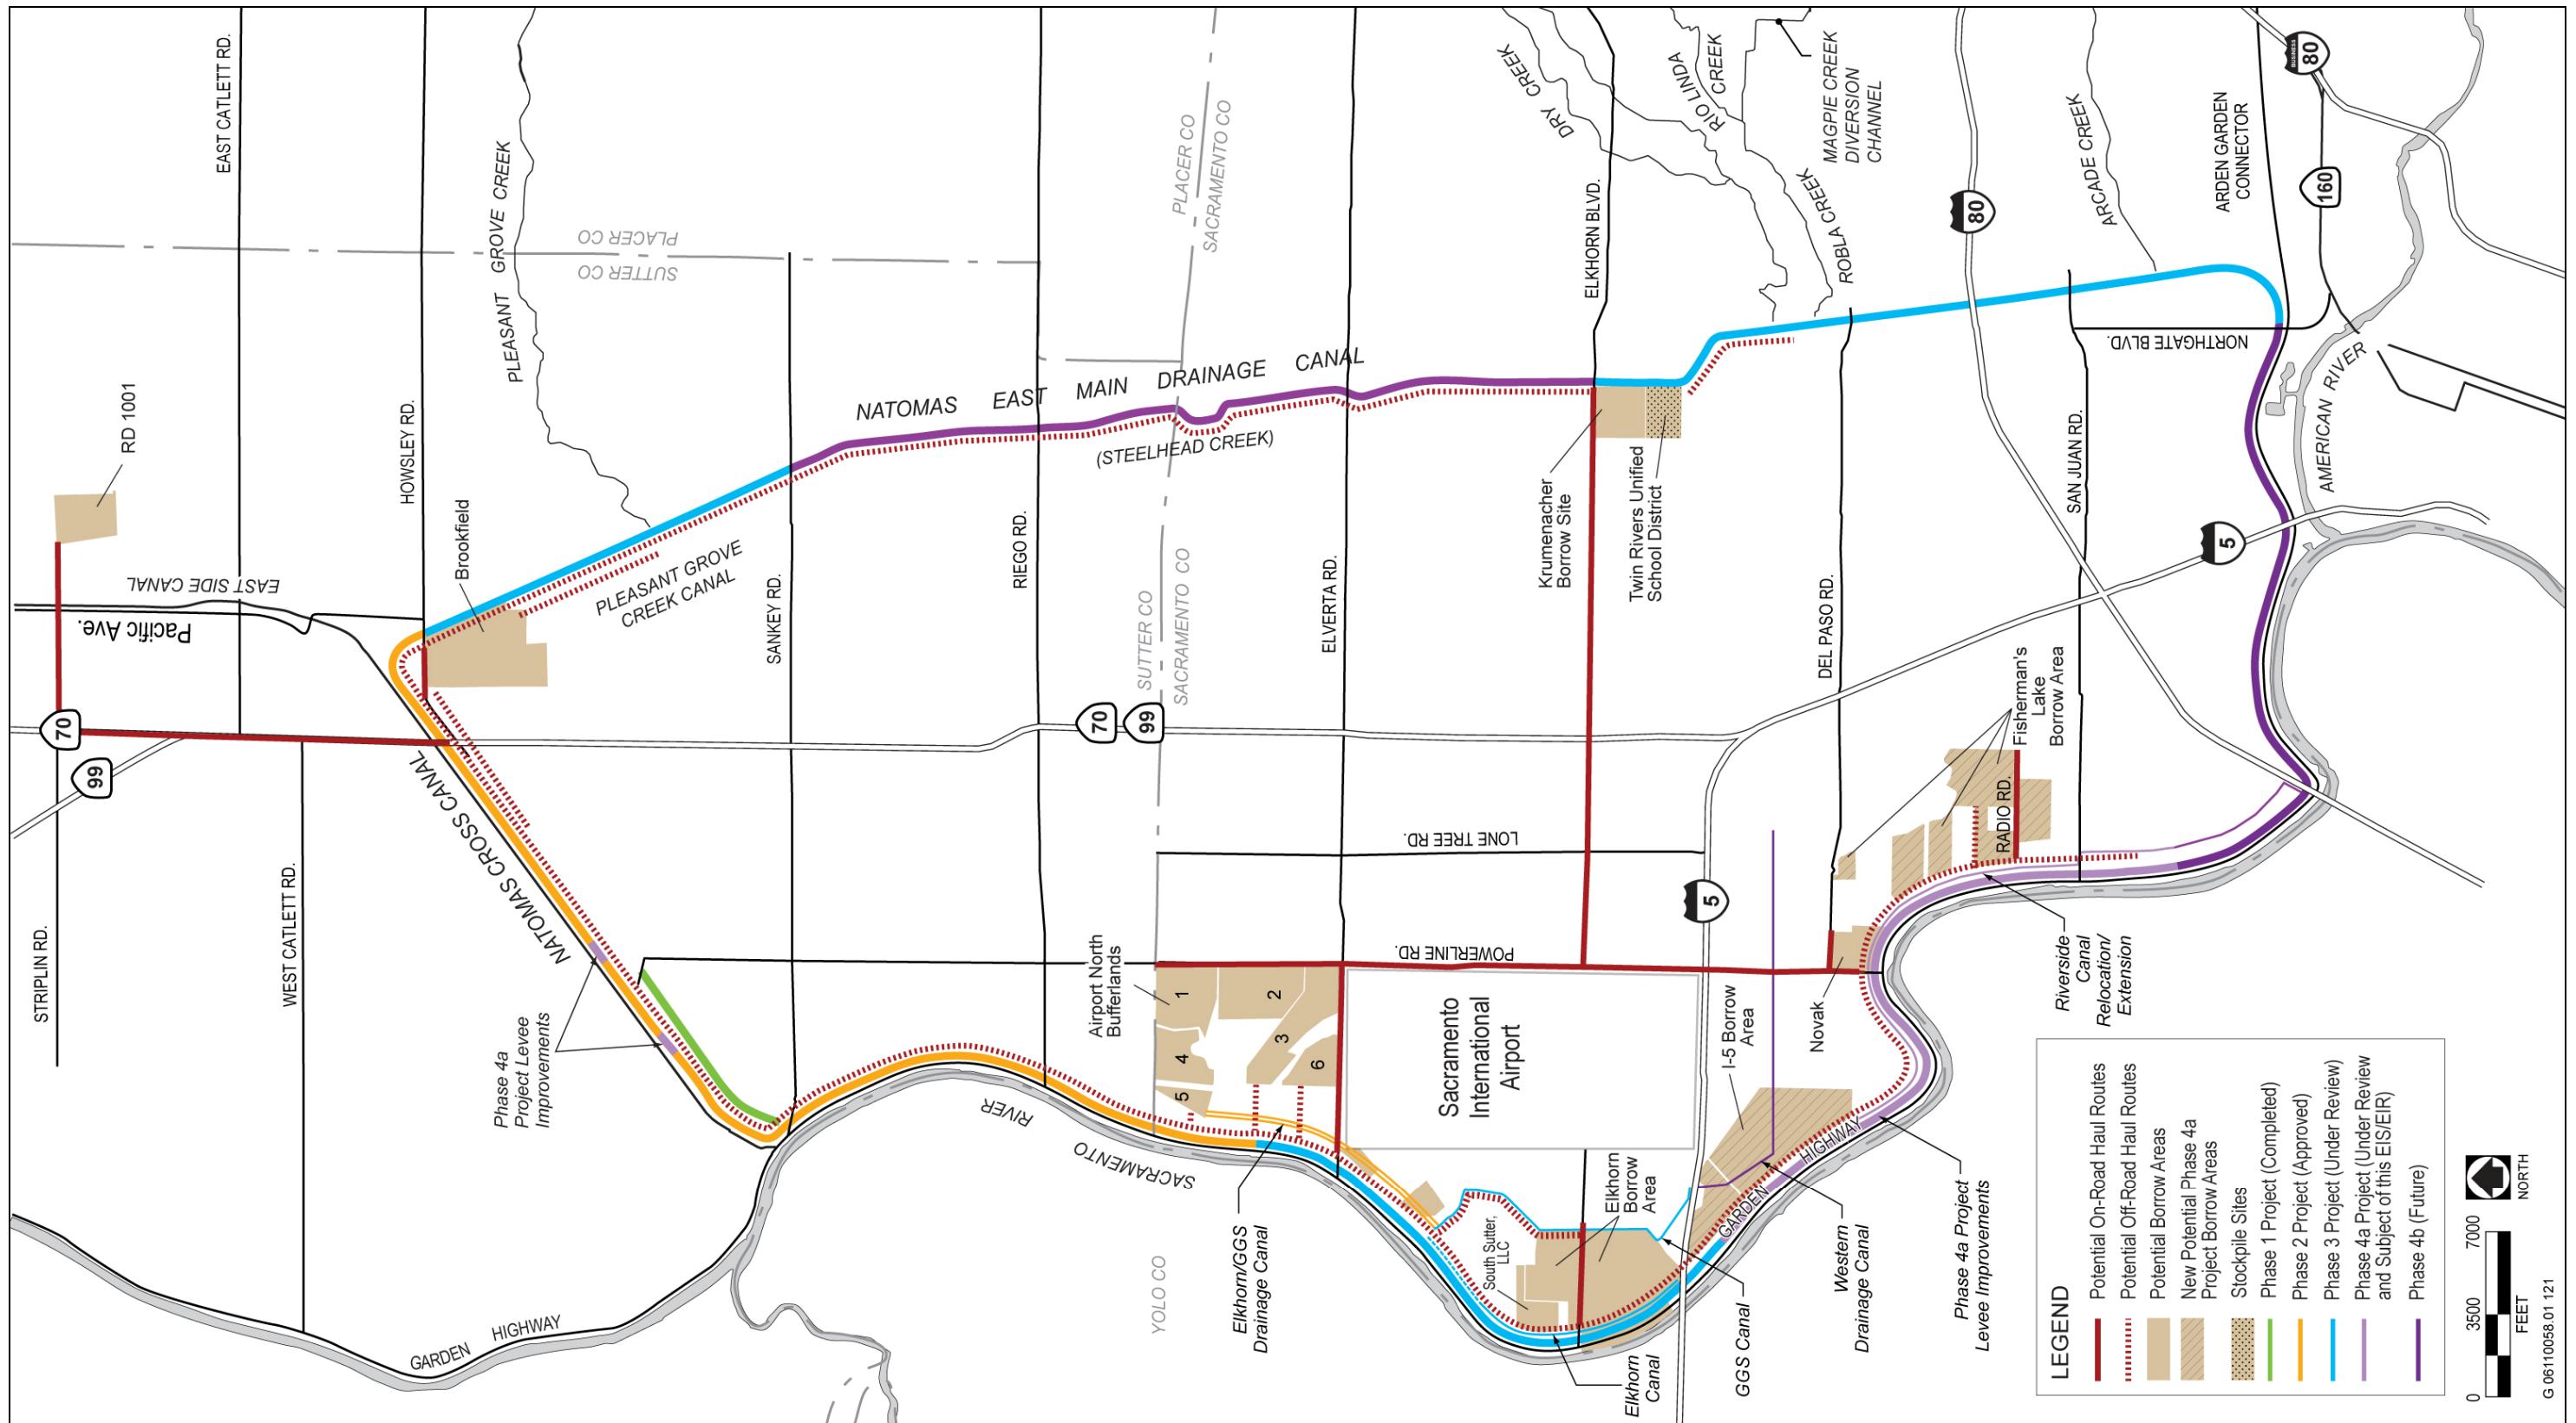 STRIPLIN RD.
70
99
Pacific Ave.
EAST SIDE CANAL
RD 1001
EAST CATLETT RD.
WEST CATLETT RD.
HOWSLEY RD.
Brookfield
PLEASANT GROVE CREEK
PLACER CO
SUTTER CO
PLEASANT GROVE
CREEK CANAL
NATOMAS CROSS CANAL
Phase 4a
Project Levee
Improvements
SANKEY RD.
RIEGO RD.
NATOMAS EAST MAIN DRAINAGE CANAL
(STEELHEAD CREEK)
PLACER CO
SACRAMENTO CO
SUTTER CO
SACRAMENTO CO
70
99
ELVERTA RD.
LONE TREE RD.
POWERLINE RD.
Airport North
Bufferlands
1
2
3
4
5
6
SACRAMENTO RIVER
GARDEN HIGHWAY
YOLO CO
Elkhorn/GGS
Drainage Canal
Sacramento
International
Airport
South Sutter,
LLC
Elkhorn
Borrow
Area
Elkhorn
Canal
GGS Canal
I-5 Borrow
Area
Western
Drainage Canal
GARDEN HIGHWAY
Phase 4a Project
Levee Improvements
Novak
5
ELKHORN BLVD.
Krumenacher
Borrow Site
Twin Rivers Unified
School District
DRY CREEK
RIO LINDA
CREEK
ROBLA CREEK
MAGPIE CREEK
DIVERSION
CHANNEL
DEL PASO RD.
Fisherman's
Lake
Borrow Area
RADIO RD.
Riverside
Canal
Relocation/
Extension
80
ARCADE CREEK
SAN JUAN RD.
NORTHGATE BLVD.
ARDEN GARDEN
CONNECTOR
160
BUSINESS
80
5
AMERICAN RIVER
LEGEND
Potential On-Road Haul Routes
Potential Off-Road Haul Routes
Potential Borrow Areas
New Potential Phase 4a
Project Borrow Areas
Stockpile Sites
Phase 1 Project (Completed)
Phase 2 Project (Approved)
Phase 3 Project (Under Review)
Phase 4a Project (Under Review
and Subject of this EIS/EIR)
Phase 4b (Future)
0 3500 7000
FEET
NORTH
G 06110058.01 121